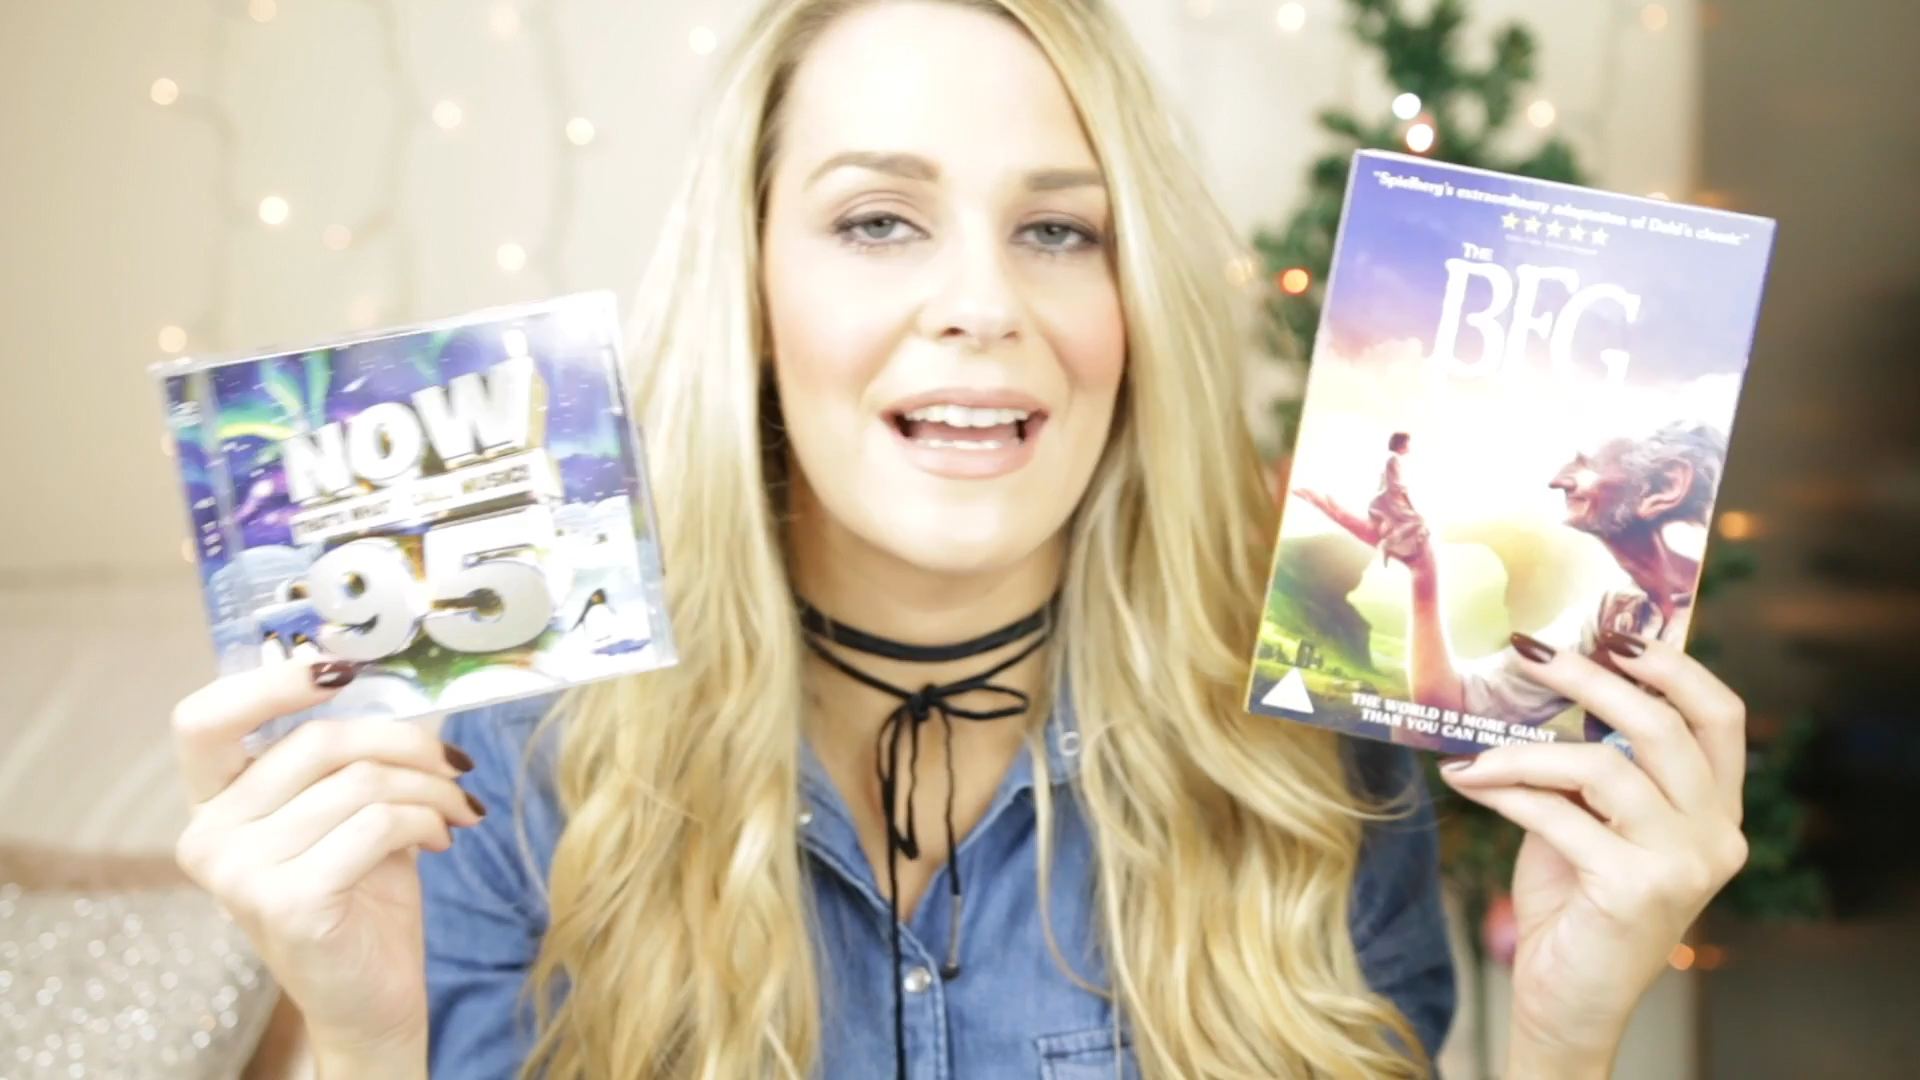 NOW
THAT'S WHAT I CALL MUSIC!
95
"Spielberg's extraordinary adaptation of Dahl's classic"
THE
BFG
THE WORLD IS MORE GIANT
THAN YOU CAN